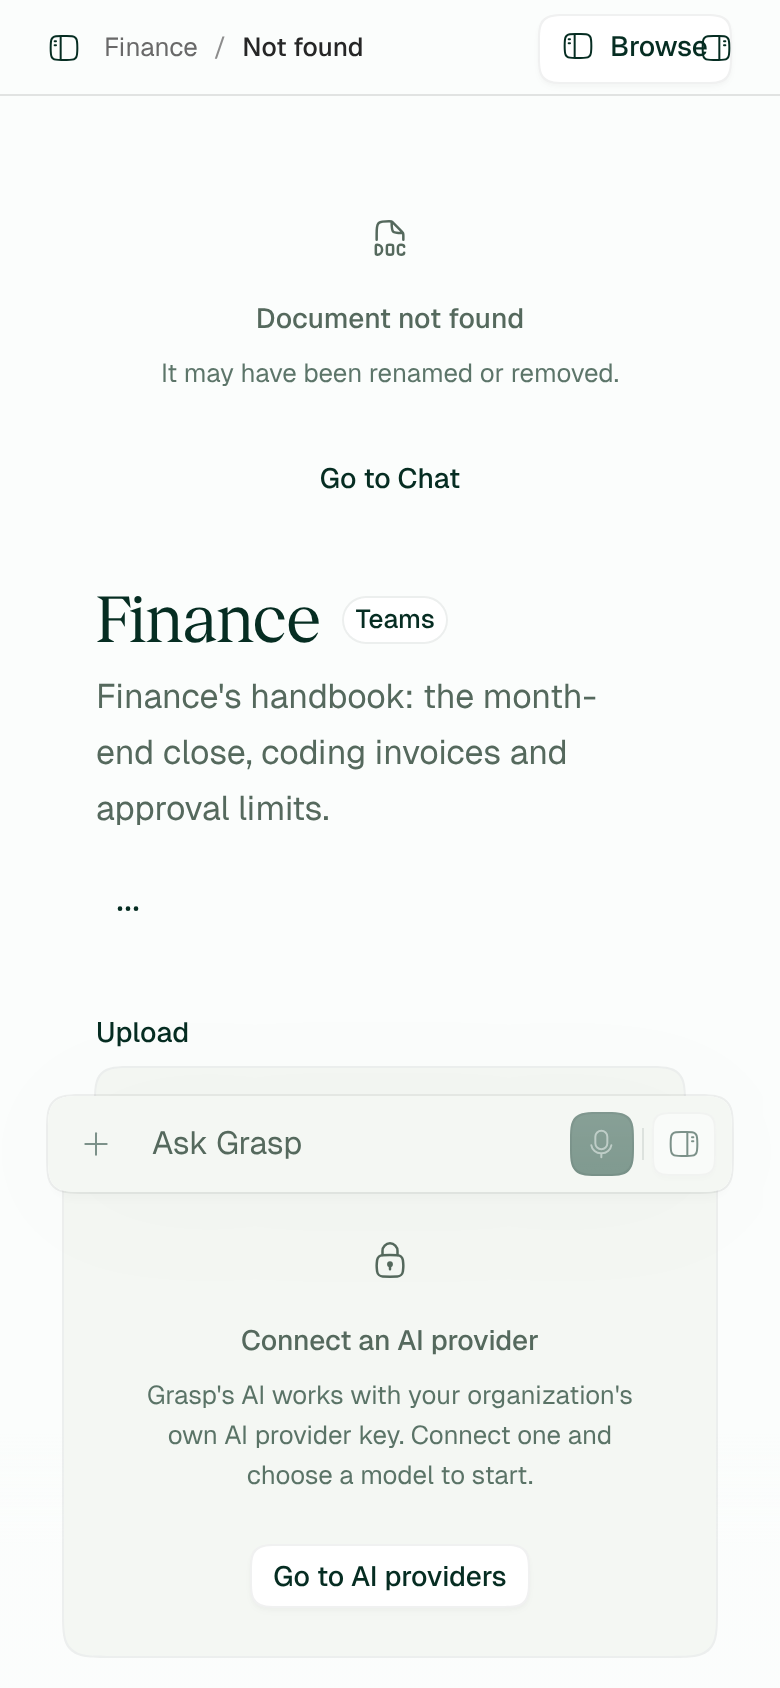 Finance / Not found
Browse
DOC
Document not found
It may have been renamed or removed.
Go to Chat
Finance Teams
Finance's handbook: the month-
end close, coding invoices and
approval limits.
...
Upload
Ask Grasp
Connect an AI provider
Grasp's AI works with your organization's
own AI provider key. Connect one and
choose a model to start.
Go to AI providers